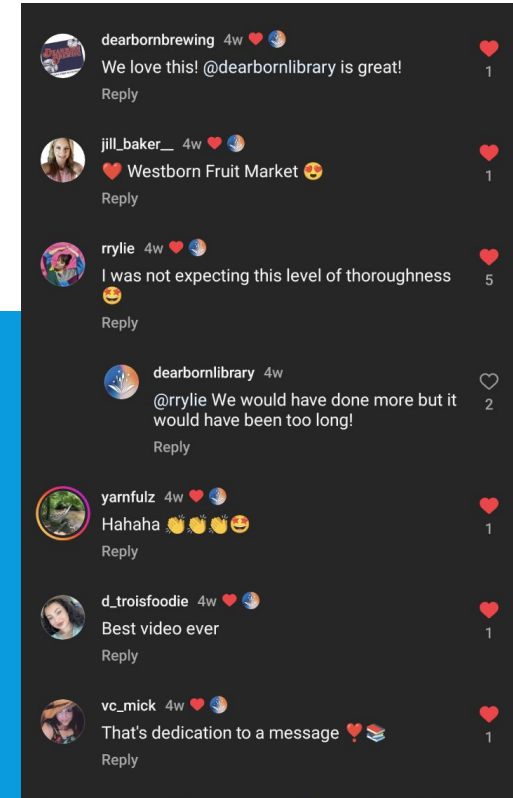 dearbornbrewing 4w ❤️
We love this! @dearbornlibrary is great!
1
Reply
jill_baker__ 4w ❤️
❤️ Westborn Fruit Market 😍
1
Reply
rrylie 4w ❤️
I was not expecting this level of thoroughness
🤩
5
Reply
dearbornlibrary 4w
@rrylie We would have done more but it
would have been too long!
2
Reply
yarnfulz 4w ❤️
Hahaha 👏👏👏🤩
1
Reply
d_troisfoodie 4w ❤️
Best video ever
1
Reply
vc_mick 4w ❤️
That's dedication to a message ❣️📚
1
Reply